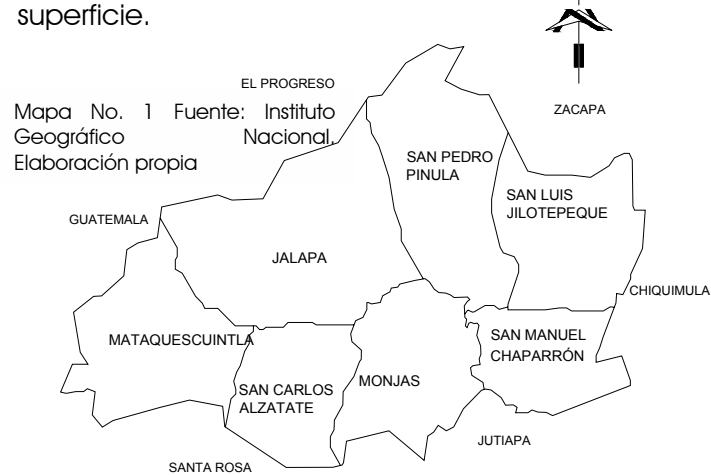 superficie.
EL PROGRESO
Mapa No. 1 Fuente: Instituto
Geográfico Nacional,
Elaboración propia
ZACAPA
SAN PEDRO
PINULA
SAN LUIS
JILOTEPEQUE
GUATEMALA
JALAPA
CHIQUIMULA
MATAQUESCUINTLA
SAN MANUEL
CHAPARRÓN
SAN CARLOS
ALZATATE
MONJAS
JUTIAPA
SANTA ROSA